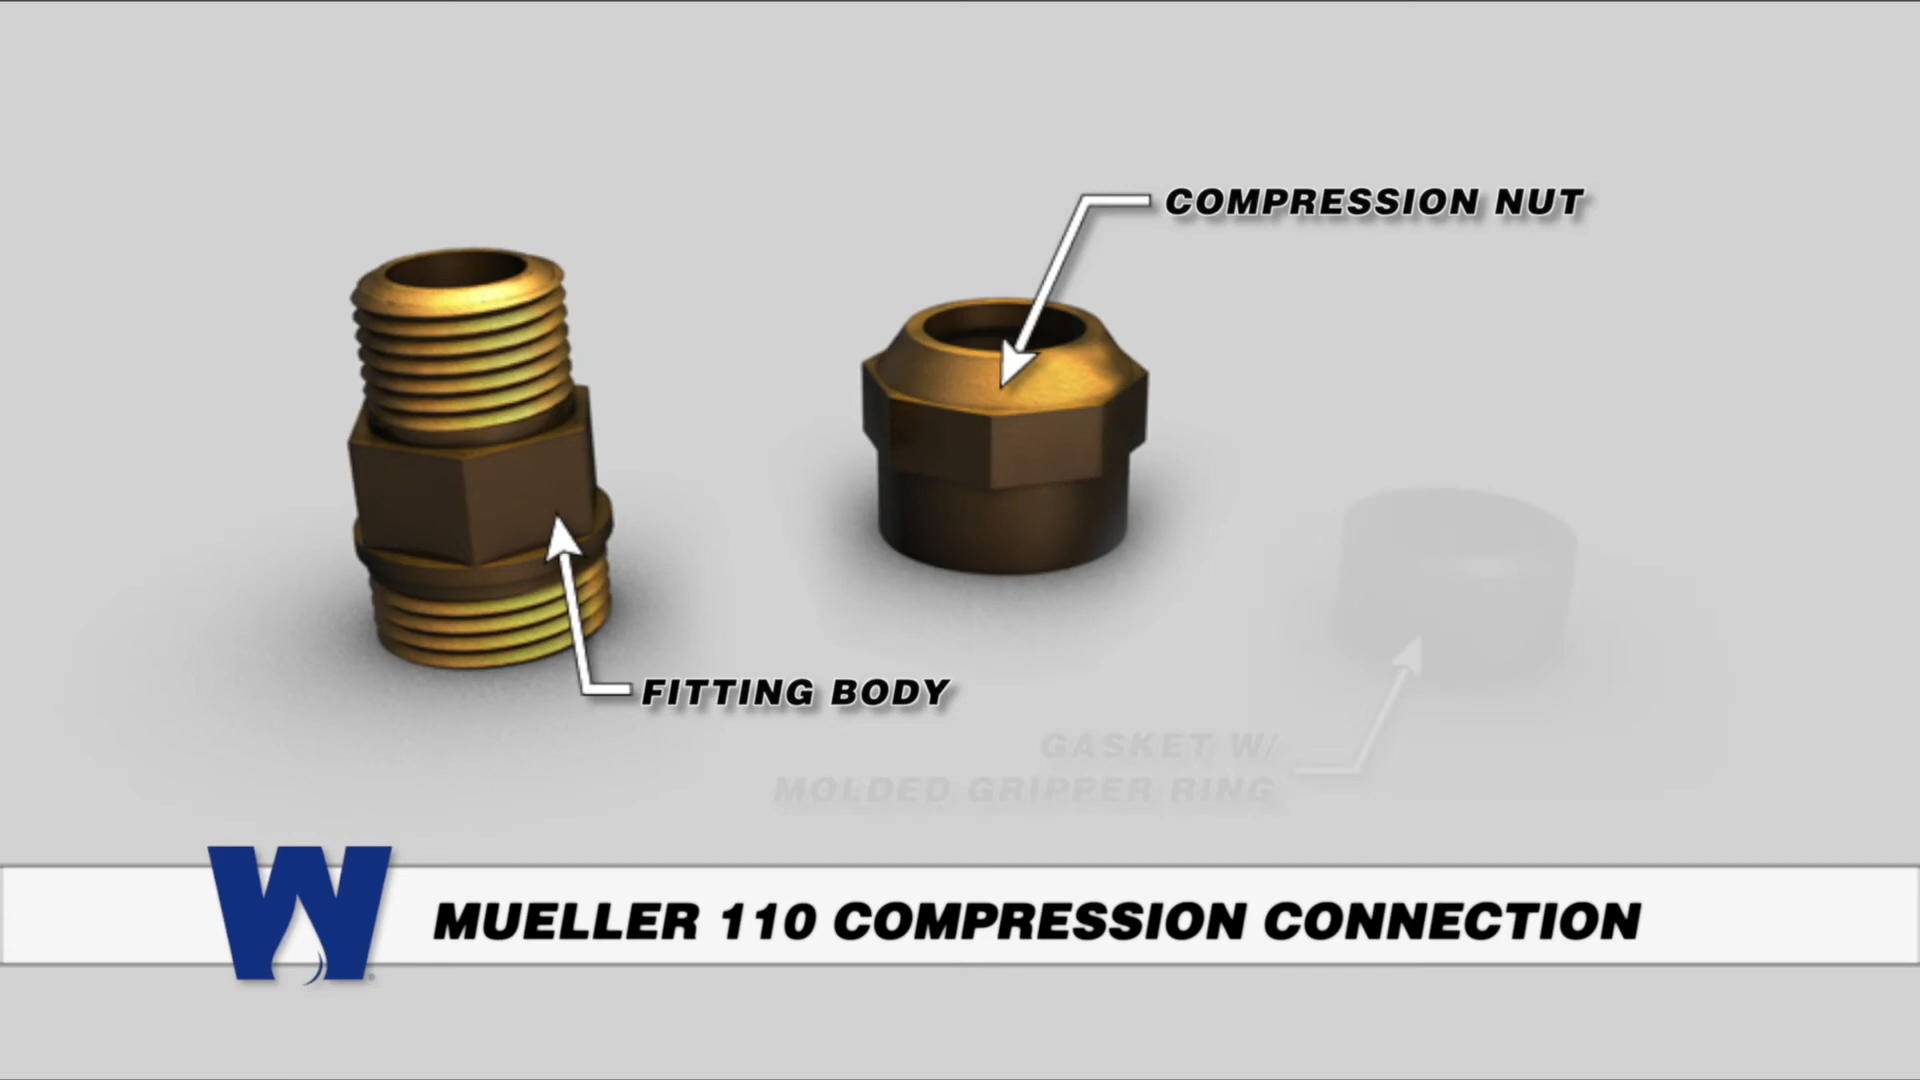 COMPRESSION NUT
FITTING BODY
GASKET W/
MOLDED GRIPPER RING
W
MUELLER 110 COMPRESSION CONNECTION